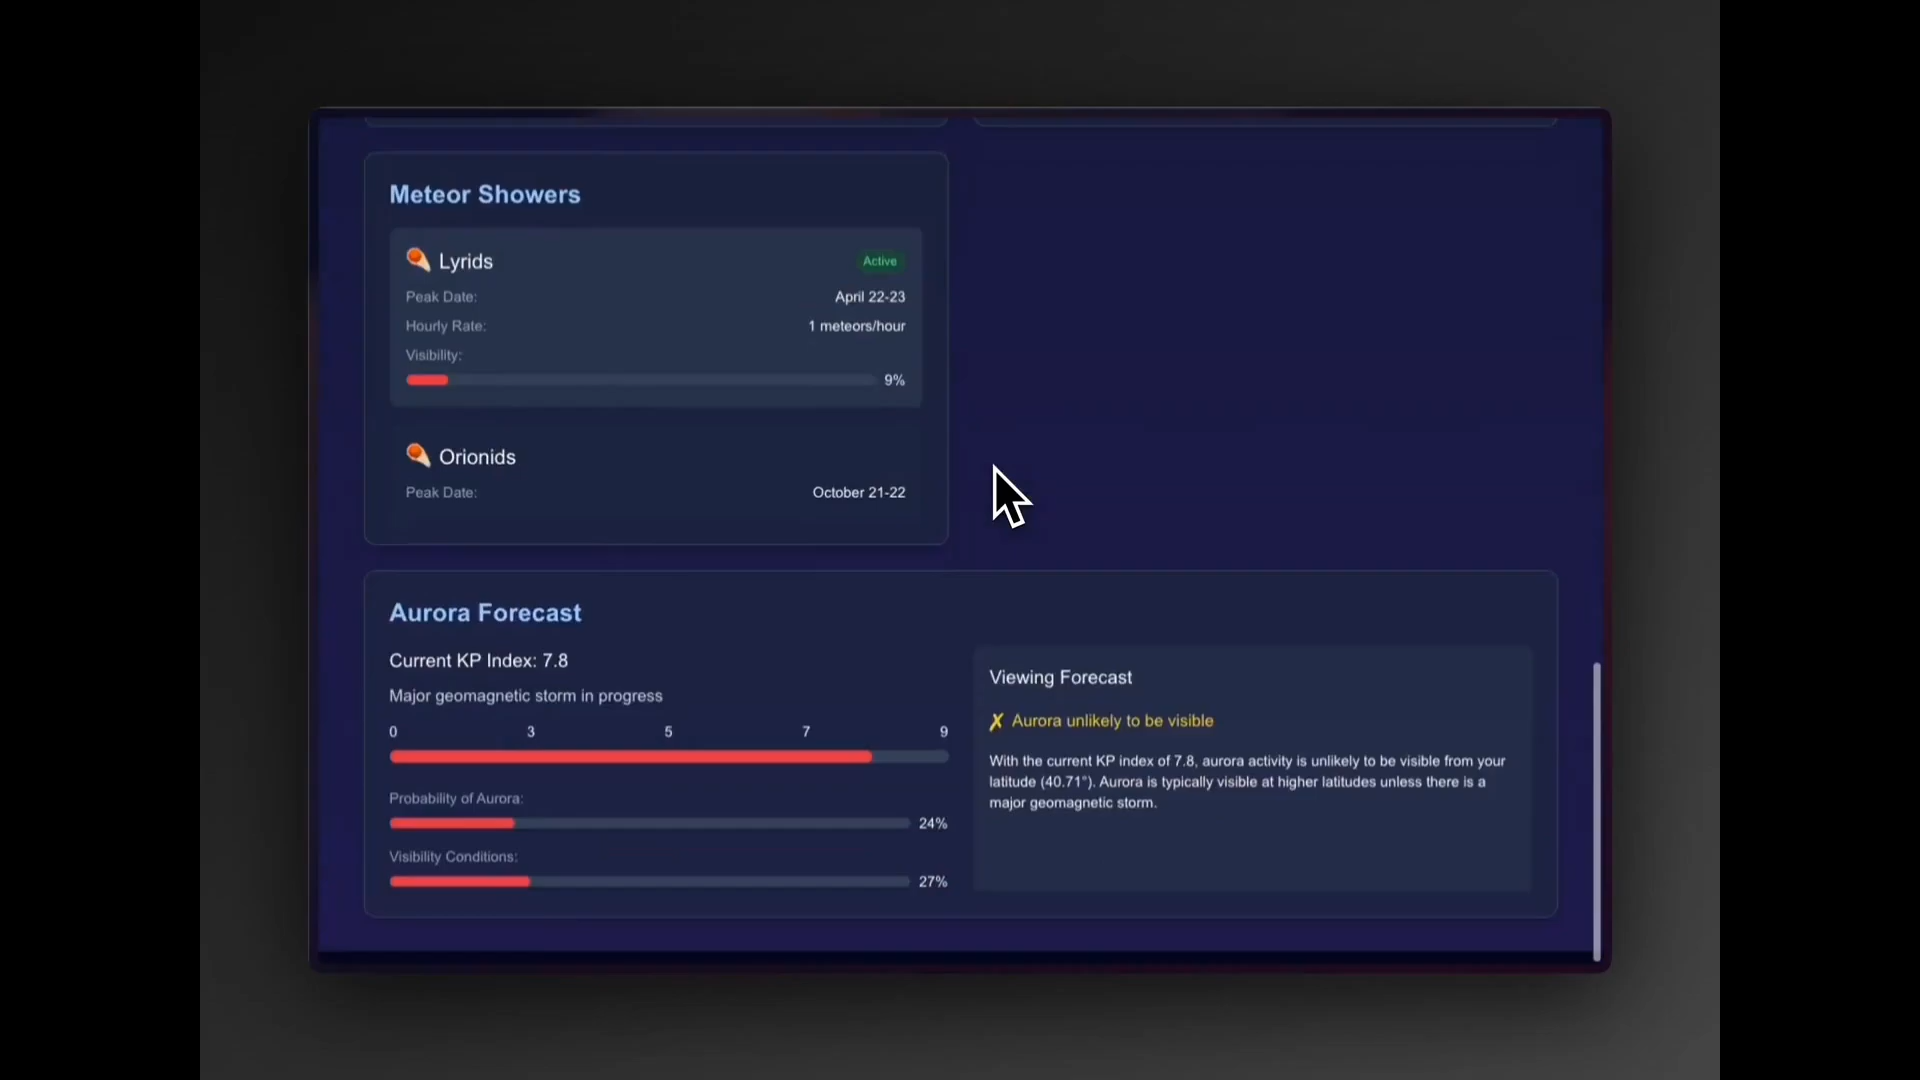 Meteor Showers
Lyrids
Active
Peak Date:
April 22-23
Hourly Rate:
1 meteors/hour
Visibility:
9%
Orionids
Peak Date:
October 21-22
Aurora Forecast
Current KP Index: 7.8
Major geomagnetic storm in progress
0 3 5 7 9
Probability of Aurora:
24%
Visibility Conditions:
27%
Viewing Forecast
✗ Aurora unlikely to be visible
With the current KP index of 7.8, aurora activity is unlikely to be visible from your
latitude (40.71°). Aurora is typically visible at higher latitudes unless there is a
major geomagnetic storm.